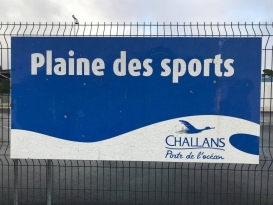 Plaine des sports
CHALLANS
Porte de l'océan